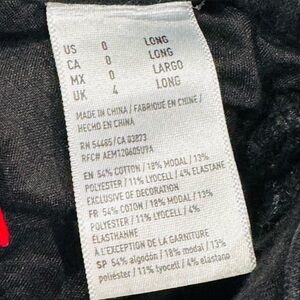 US 0 LONG
CA 0 LONG
MX 0 LARGO
UK 4 LONG
MADE IN CHINA / FABRIQUÉ EN CHINE /
HECHO EN CHINA
RN 54485/CA 03873
RFC# AEM120605U9A
EN 54% COTTON/18% MODAL / 13%
POLYESTER / 11% LYOCELL/ 4% ELASTANE
EXCLUSIVE OF DECORATION
FR 54% COTON / 18% MODAL / 13%
POLYESTER / 11% LYOCELL / 4%
ÉLASTHANNE
À L'EXCEPTION DE LA GARNITURE
SP 54% algodón / 18% modal / 13%
poliéster / 11% lyocell / 4% elastano